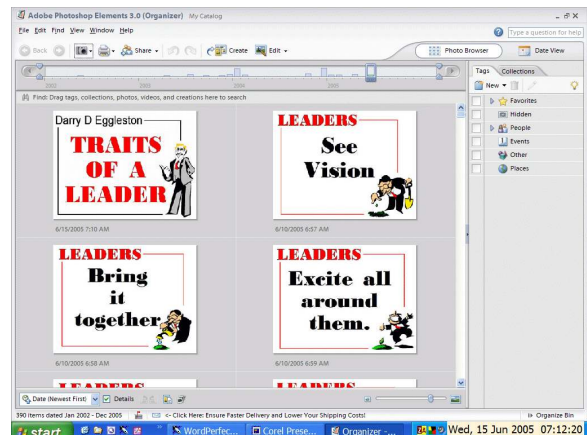 Adobe Photoshop Elements 3.0 (Organizer) My Catalog
File Edit Find View Window Help
Type a question for help
Back
Share
Create
Edit
Photo Browser
Date View
2002 2003 2004 2005
Find: Drag tags, collections, photos, videos, and creations here to search
Tags Collections
New
Favorites
Hidden
People
Events
Other
Places
Darry D Eggleston
TRAITS
OF A
LEADER
6/15/2005 7:10 AM
LEADERS
See
Vision
6/10/2005 6:57 AM
LEADERS
Bring
it
together
6/10/2005 6:58 AM
LEADERS
Excite all
around
them.
6/10/2005 6:59 AM
LEADERS
LEADERS
Date (Newest First)
Details
390 items dated Jan 2002 - Dec 2005
<- Click Here: Ensure Faster Delivery and Lower Your Shipping Costs!
Organize Bin
start
WordPerfec...
Corel Prese...
Organizer -...
Wed, 15 Jun 2005 07:12:20